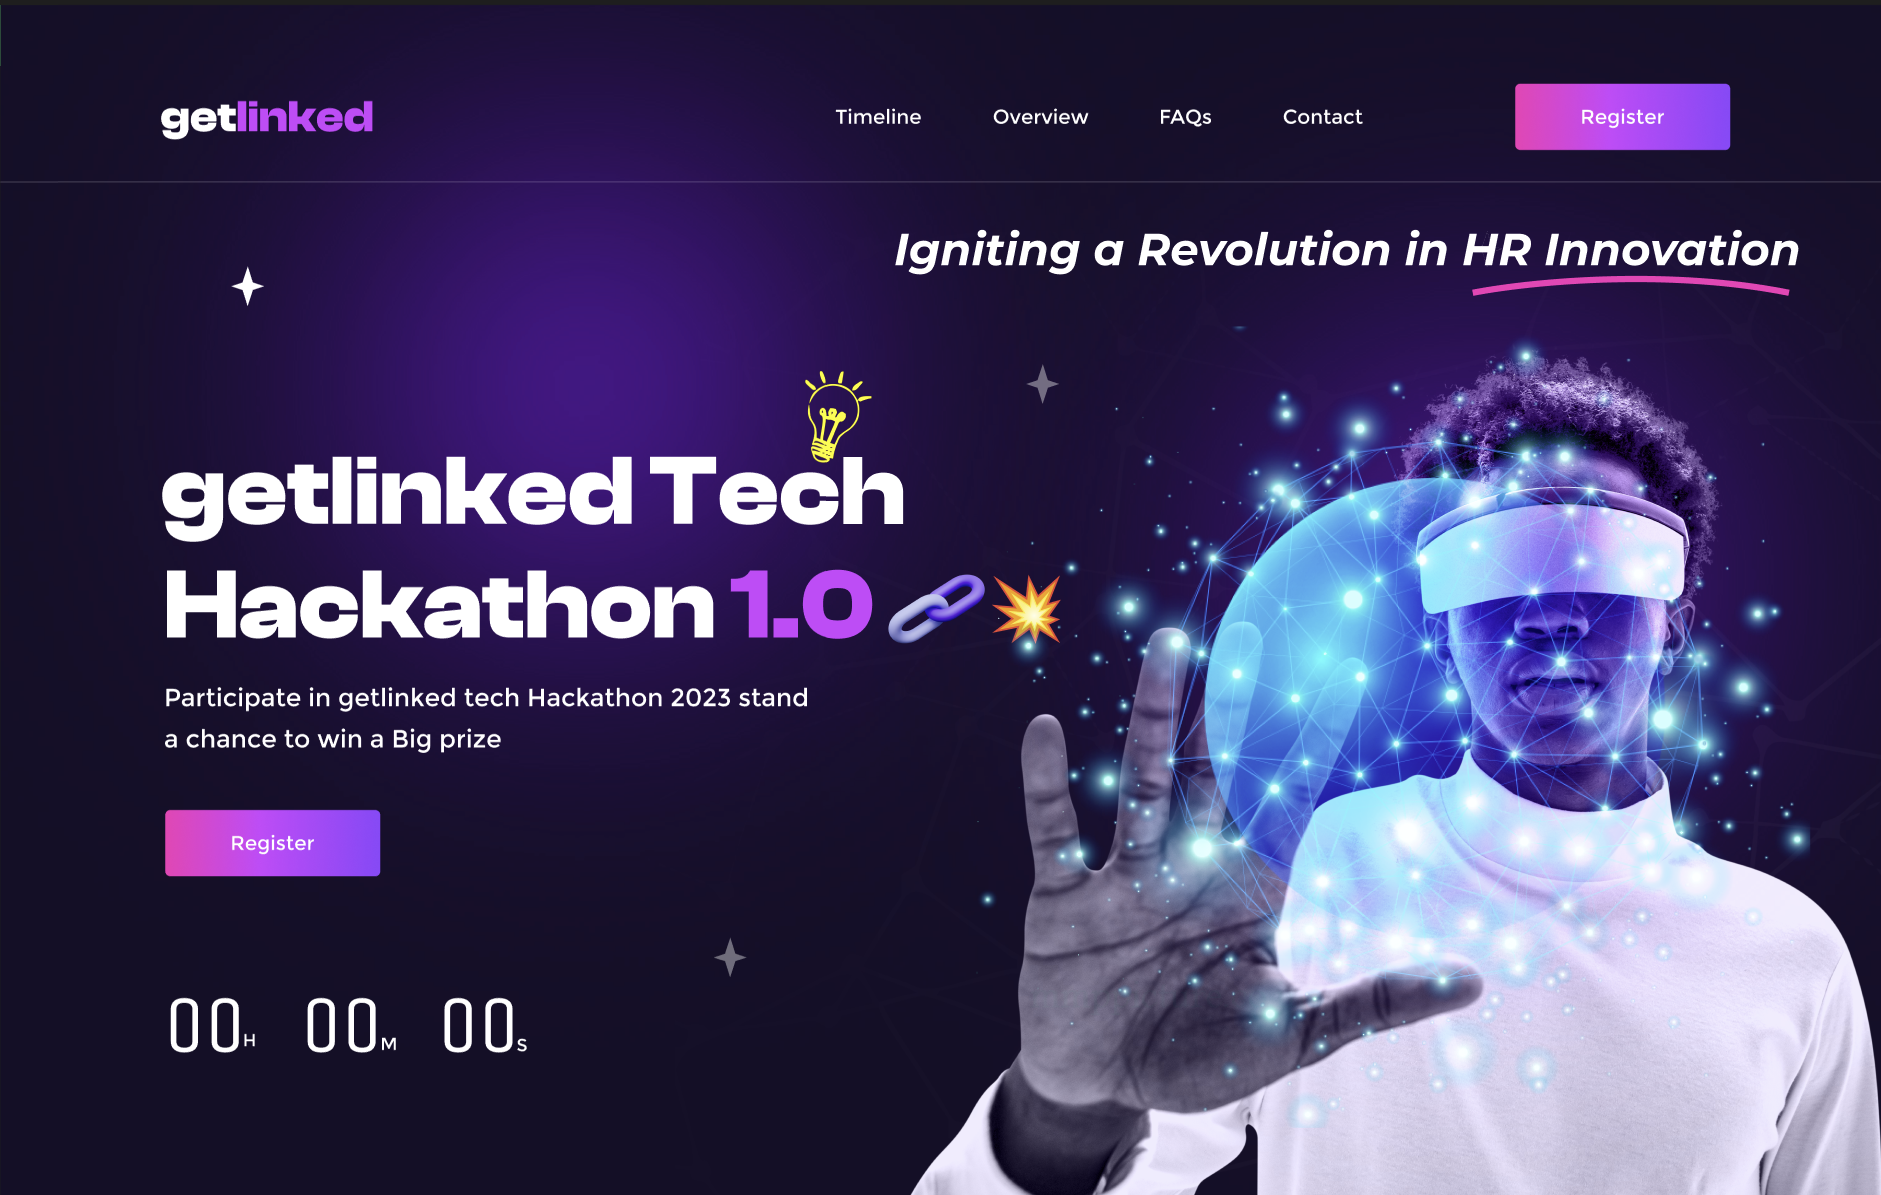 getlinked
Timeline Overview FAQs Contact Register
Igniting a Revolution in HR Innovation
getlinked Tech
Hackathon 1.0
Participate in getlinked tech Hackathon 2023 stand
a chance to win a Big prize
Register
00H 00M 00S